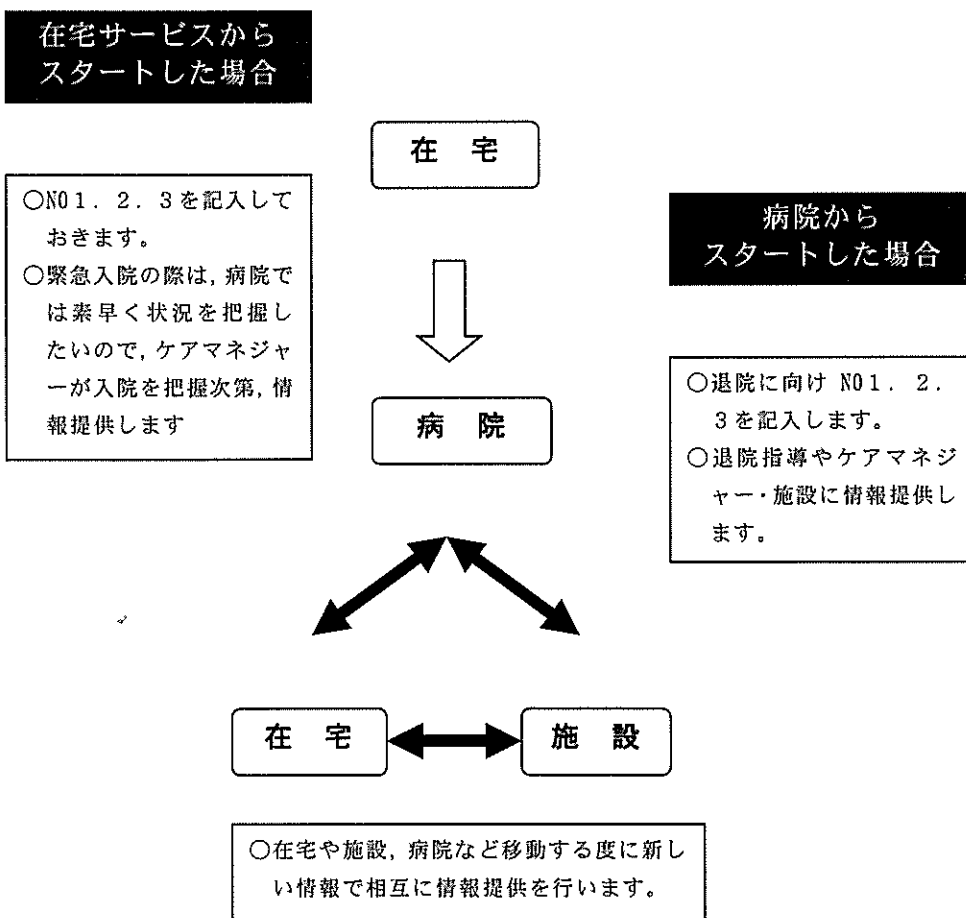 在宅サービスから
スタートした場合
在　宅
○NO１．２．３を記入して
おきます。
○緊急入院の際は,病院で
は素早く状況を把握し
たいので,ケアマネジャ
ーが入院を把握次第,情
報提供します
病院から
スタートした場合
病　院
○退院に向け NO１．２．
３を記入します。
○退院指導やケアマネジ
ャー・施設に情報提供し
ます。
在　宅
施　設
○在宅や施設,病院など移動する度に新し
い情報で相互に情報提供を行います。